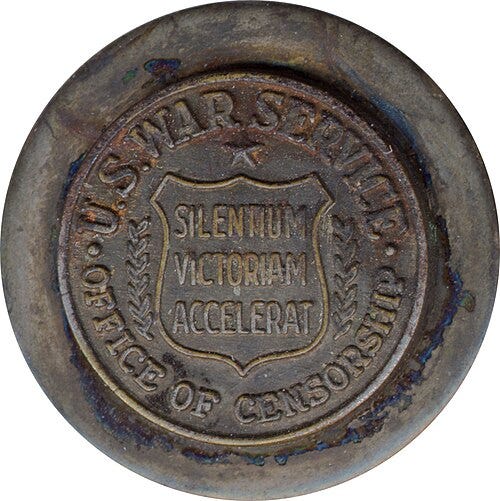 · U.S. WAR SERVICE ·
SILENTIUM
VICTORIAM
ACCELERAT
OFFICE OF CENSORSHIP